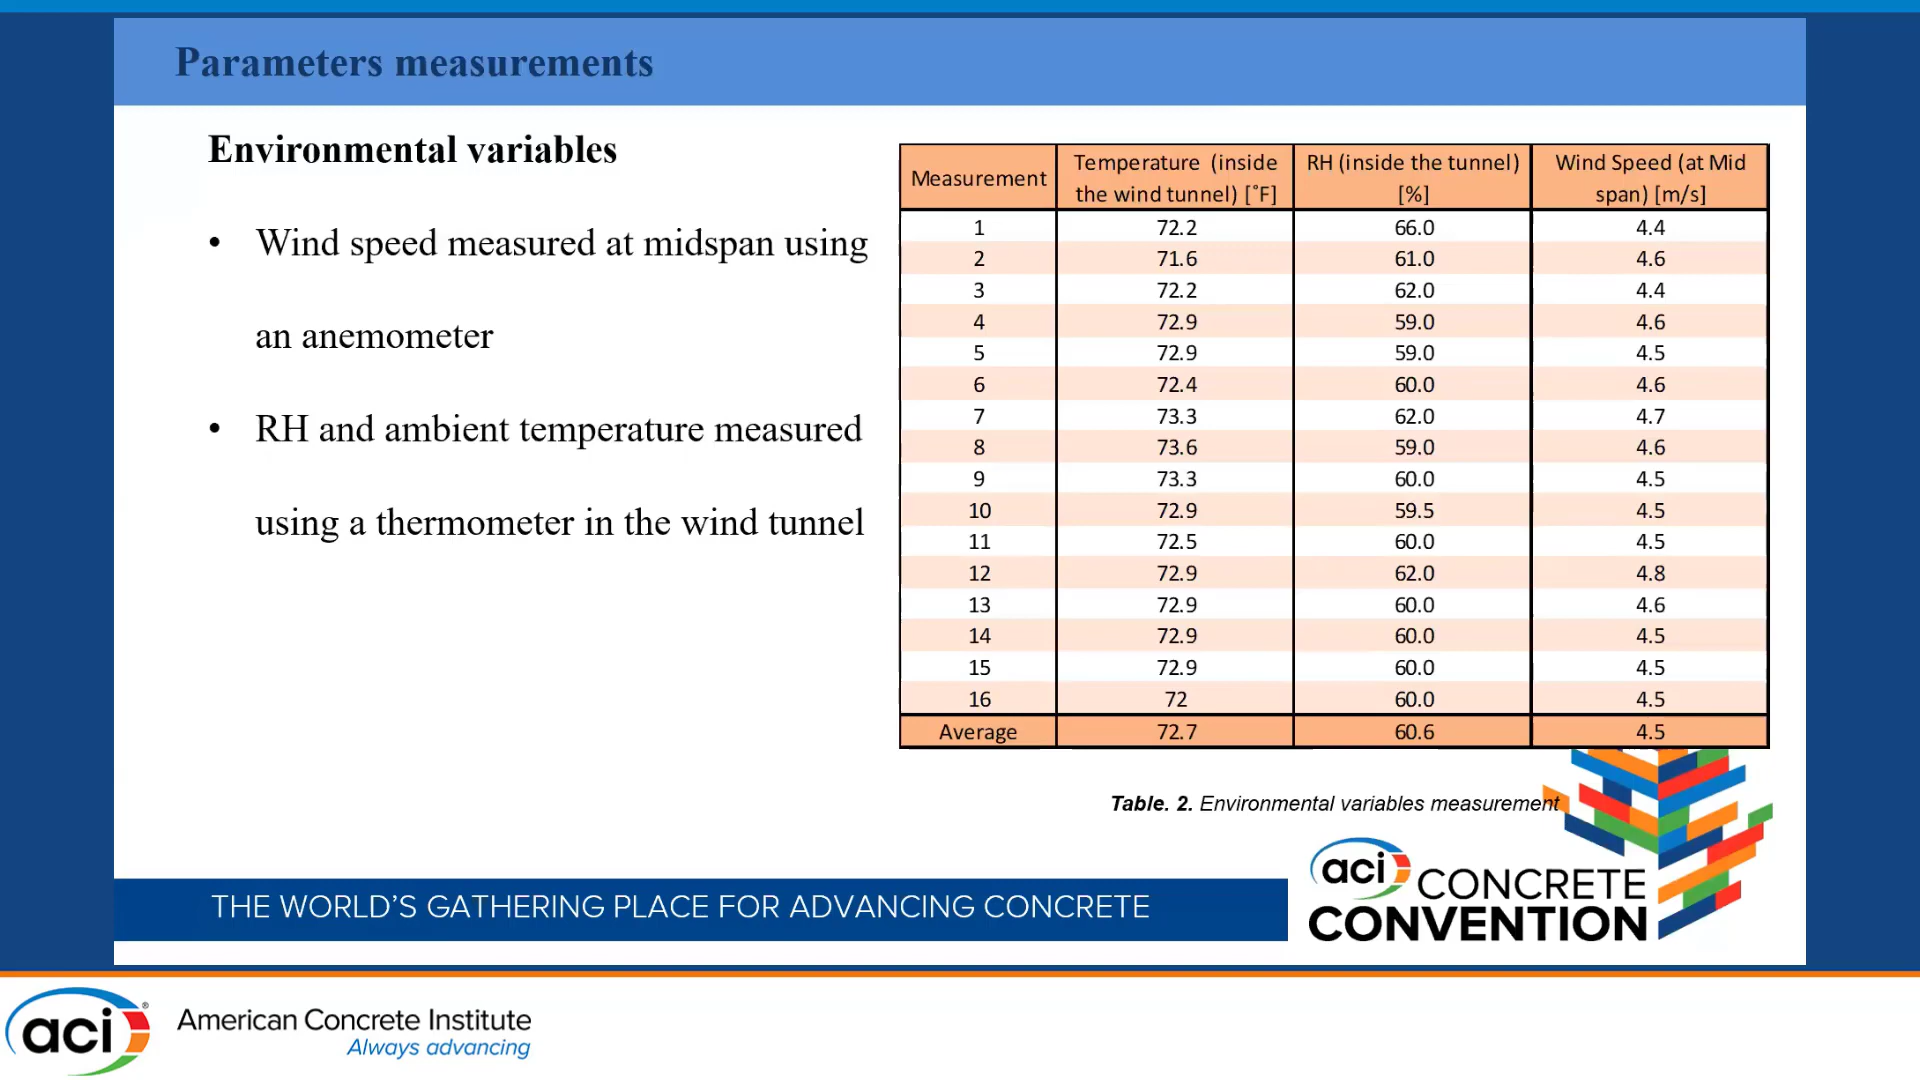 Parameters measurements
Environmental variables
• Wind speed measured at midspan using
an anemometer
• RH and ambient temperature measured
using a thermometer in the wind tunnel
Measurement Temperature (inside the wind tunnel) [˚F] RH (inside the tunnel) [%] Wind Speed (at Mid span) [m/s]
1 72.2 66.0 4.4
2 71.6 61.0 4.6
3 72.2 62.0 4.4
4 72.9 59.0 4.6
5 72.9 59.0 4.5
6 72.4 60.0 4.6
7 73.3 62.0 4.7
8 73.6 59.0 4.6
9 73.3 60.0 4.5
10 72.9 59.5 4.5
11 72.5 60.0 4.5
12 72.9 62.0 4.8
13 72.9 60.0 4.6
14 72.9 60.0 4.5
15 72.9 60.0 4.5
16 72 60.0 4.5
Average 72.7 60.6 4.5
Table. 2. Environmental variables measurement
THE WORLD'S GATHERING PLACE FOR ADVANCING CONCRETE
aci CONCRETE
CONVENTION
aci® American Concrete Institute
Always advancing